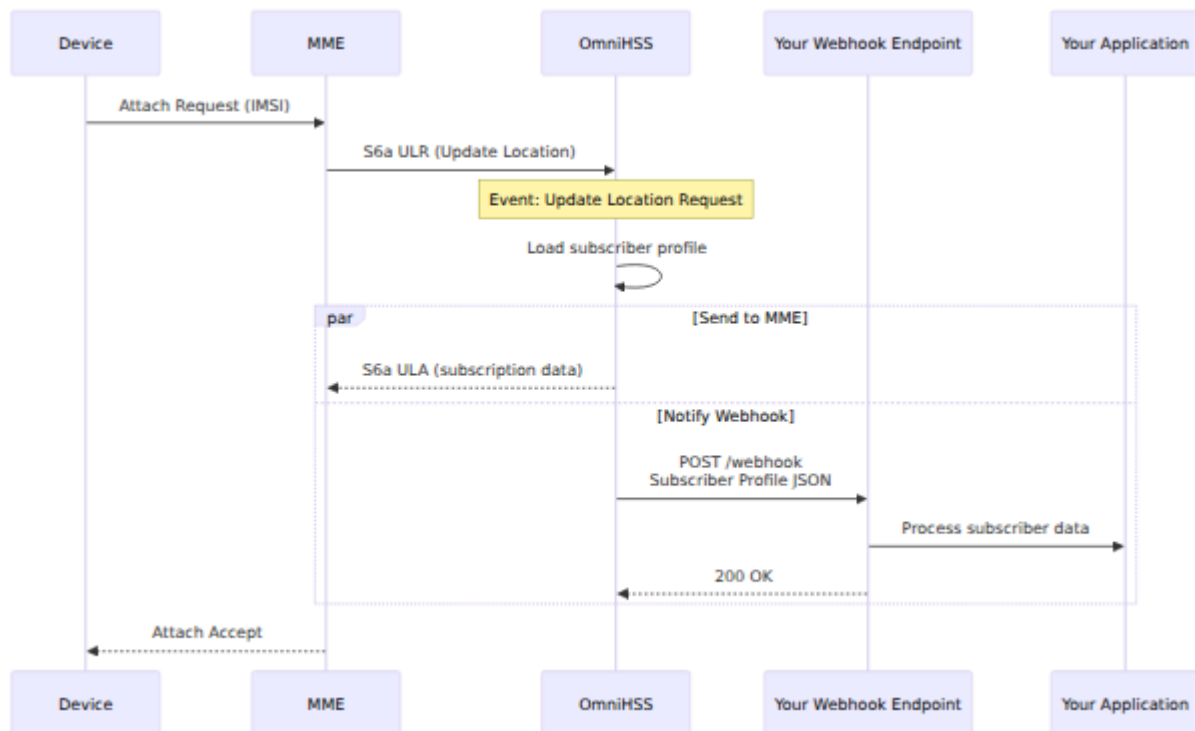 Device
MME
OmniHSS
Your Webhook Endpoint
Your Application
Attach Request (IMSI)
S6a ULR (Update Location)
Event: Update Location Request
Load subscriber profile
par
[Send to MME]
S6a ULA (subscription data)
[Notify Webhook]
POST /webhook
Subscriber Profile JSON
Process subscriber data
200 OK
Attach Accept
Device
MME
OmniHSS
Your Webhook Endpoint
Your Application